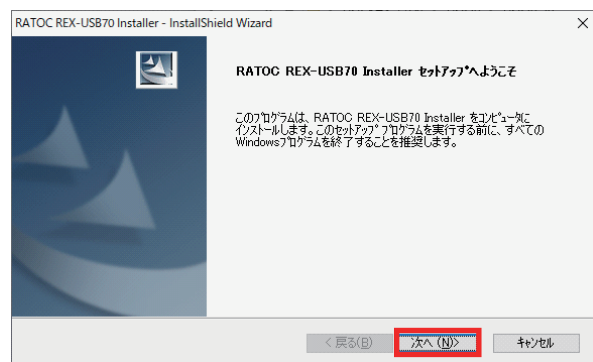 RATOC REX-USB70 Installer - InstallShield Wizard
RATOC REX-USB70 Installer セットアップへようこそ
このプログラムは、RATOC REX-USB70 Installer をコンピュータに
インストールします。このセットアップ プログラムを実行する前に、すべての
Windowsプログラムを終了することを推奨します。
< 戻る(B)
次へ (N)>
キャンセル